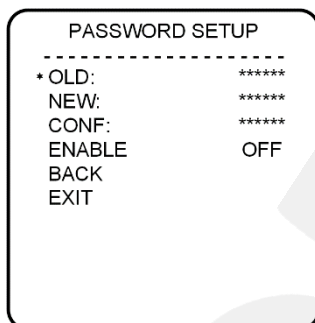 PASSWORD SETUP
- - - - - - - - - - - - - - - - - - - - - - -
* OLD: ******
NEW: ******
CONF: ******
ENABLE OFF
BACK
EXIT